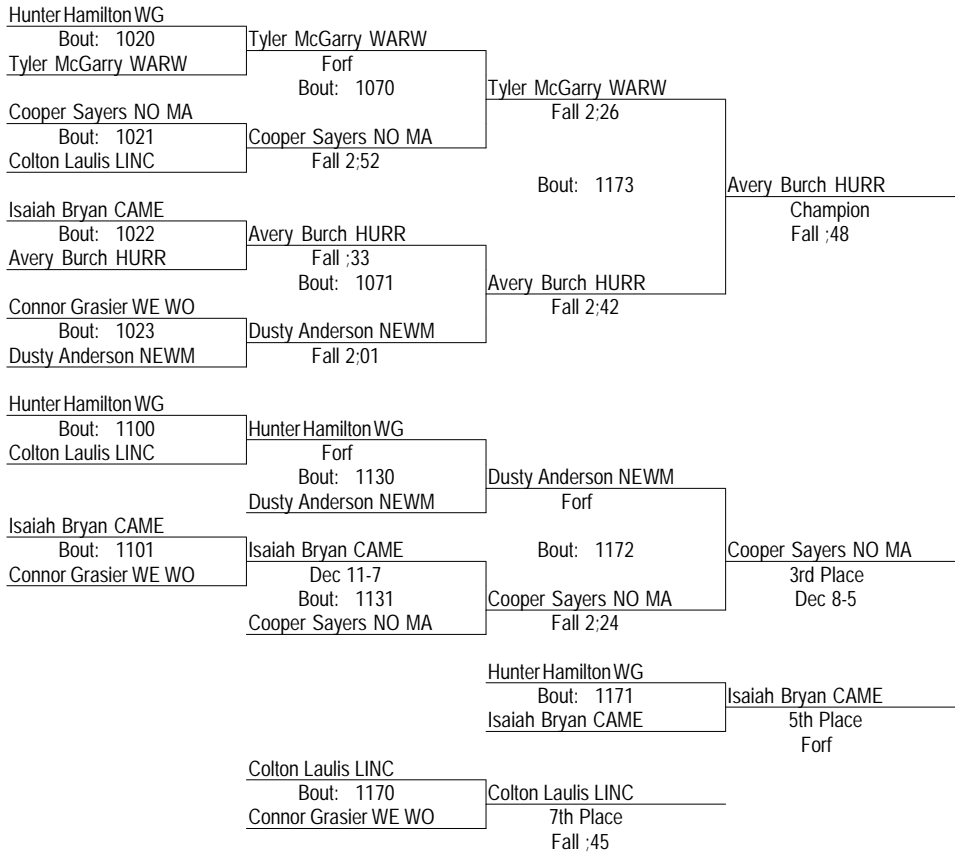 Hunter Hamilton WG
Bout: 1020
Tyler McGarry WARW
Tyler McGarry WARW
Forf
Bout: 1070
Tyler McGarry WARW
Fall 2;26
Cooper Sayers NO MA
Bout: 1021
Colton Laulis LINC
Cooper Sayers NO MA
Fall 2;52
Bout: 1173
Avery Burch HURR
Champion
Fall ;48
Isaiah Bryan CAME
Bout: 1022
Avery Burch HURR
Avery Burch HURR
Fall ;33
Bout: 1071
Avery Burch HURR
Fall 2;42
Connor Grasier WE WO
Bout: 1023
Dusty Anderson NEWM
Dusty Anderson NEWM
Fall 2;01
Hunter Hamilton WG
Bout: 1100
Colton Laulis LINC
Hunter Hamilton WG
Forf
Bout: 1130
Dusty Anderson NEWM
Dusty Anderson NEWM
Forf
Isaiah Bryan CAME
Bout: 1101
Connor Grasier WE WO
Isaiah Bryan CAME
Dec 11-7
Bout: 1131
Cooper Sayers NO MA
Bout: 1172
Cooper Sayers NO MA
Fall 2;24
Cooper Sayers NO MA
3rd Place
Dec 8-5
Hunter Hamilton WG
Bout: 1171
Isaiah Bryan CAME
Isaiah Bryan CAME
5th Place
Forf
Colton Laulis LINC
Bout: 1170
Connor Grasier WE WO
Colton Laulis LINC
7th Place
Fall ;45